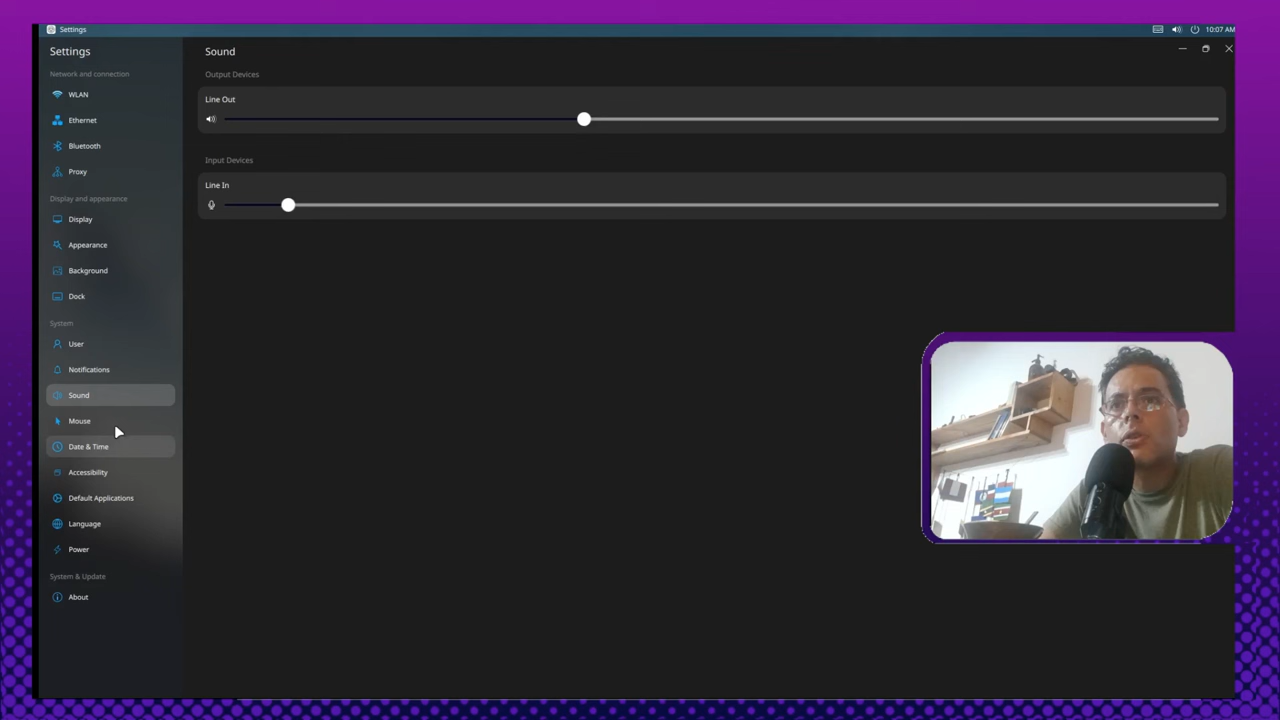 Settings
10:07 AM
Settings
Network and connection
WLAN
Ethernet
Bluetooth
Proxy
Display and appearance
Display
Appearance
Background
Dock
System
User
Notifications
Sound
Mouse
Date & Time
Accessibility
Default Applications
Language
Power
System & Update
About
Sound
Output Devices
Line Out
Input Devices
Line In